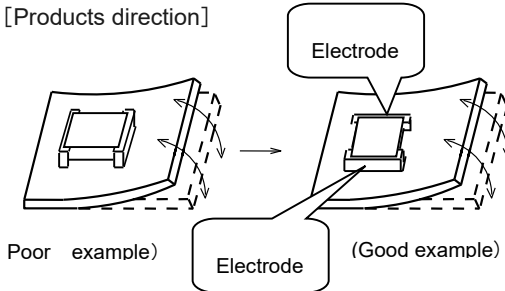 [Products direction]
Electrode
Poor example)
Electrode
(Good example)